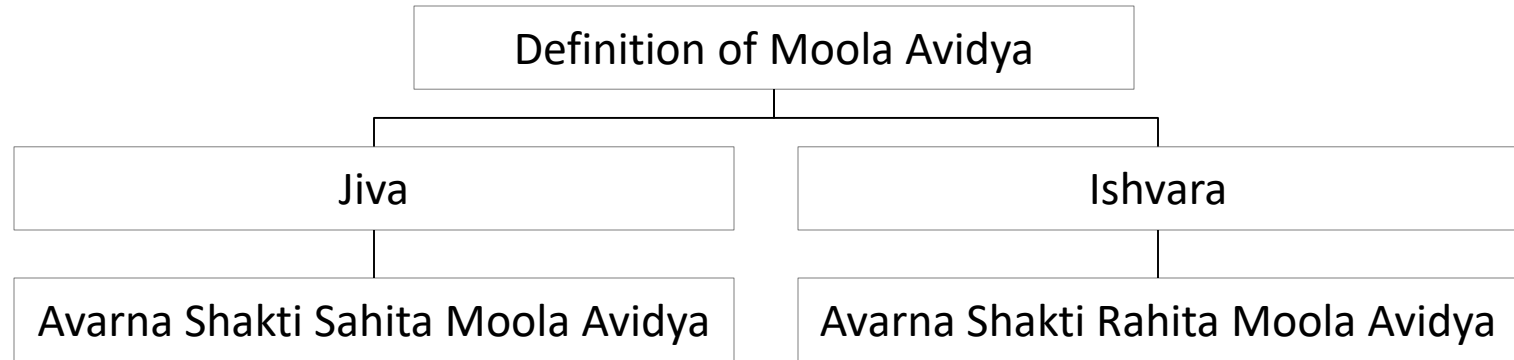 Definition of Moola Avidya
Jiva
Ishvara
Avarna Shakti Sahita Moola Avidya
Avarna Shakti Rahita Moola Avidya